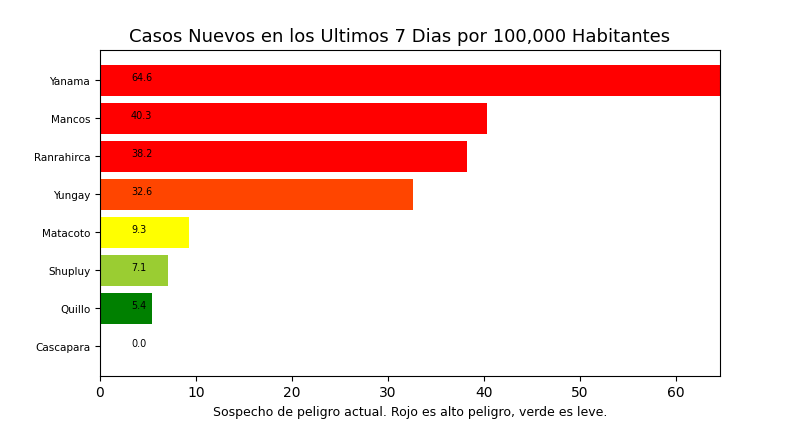 Casos Nuevos en los Ultimos 7 Dias por 100,000 Habitantes
Yanama 64.6
Mancos 40.3
Ranrahirca 38.2
Yungay 32.6
Matacoto 9.3
Shupluy 7.1
Quillo 5.4
Cascapara 0.0
0 10 20 30 40 50 60
Sospecho de peligro actual. Rojo es alto peligro, verde es leve.